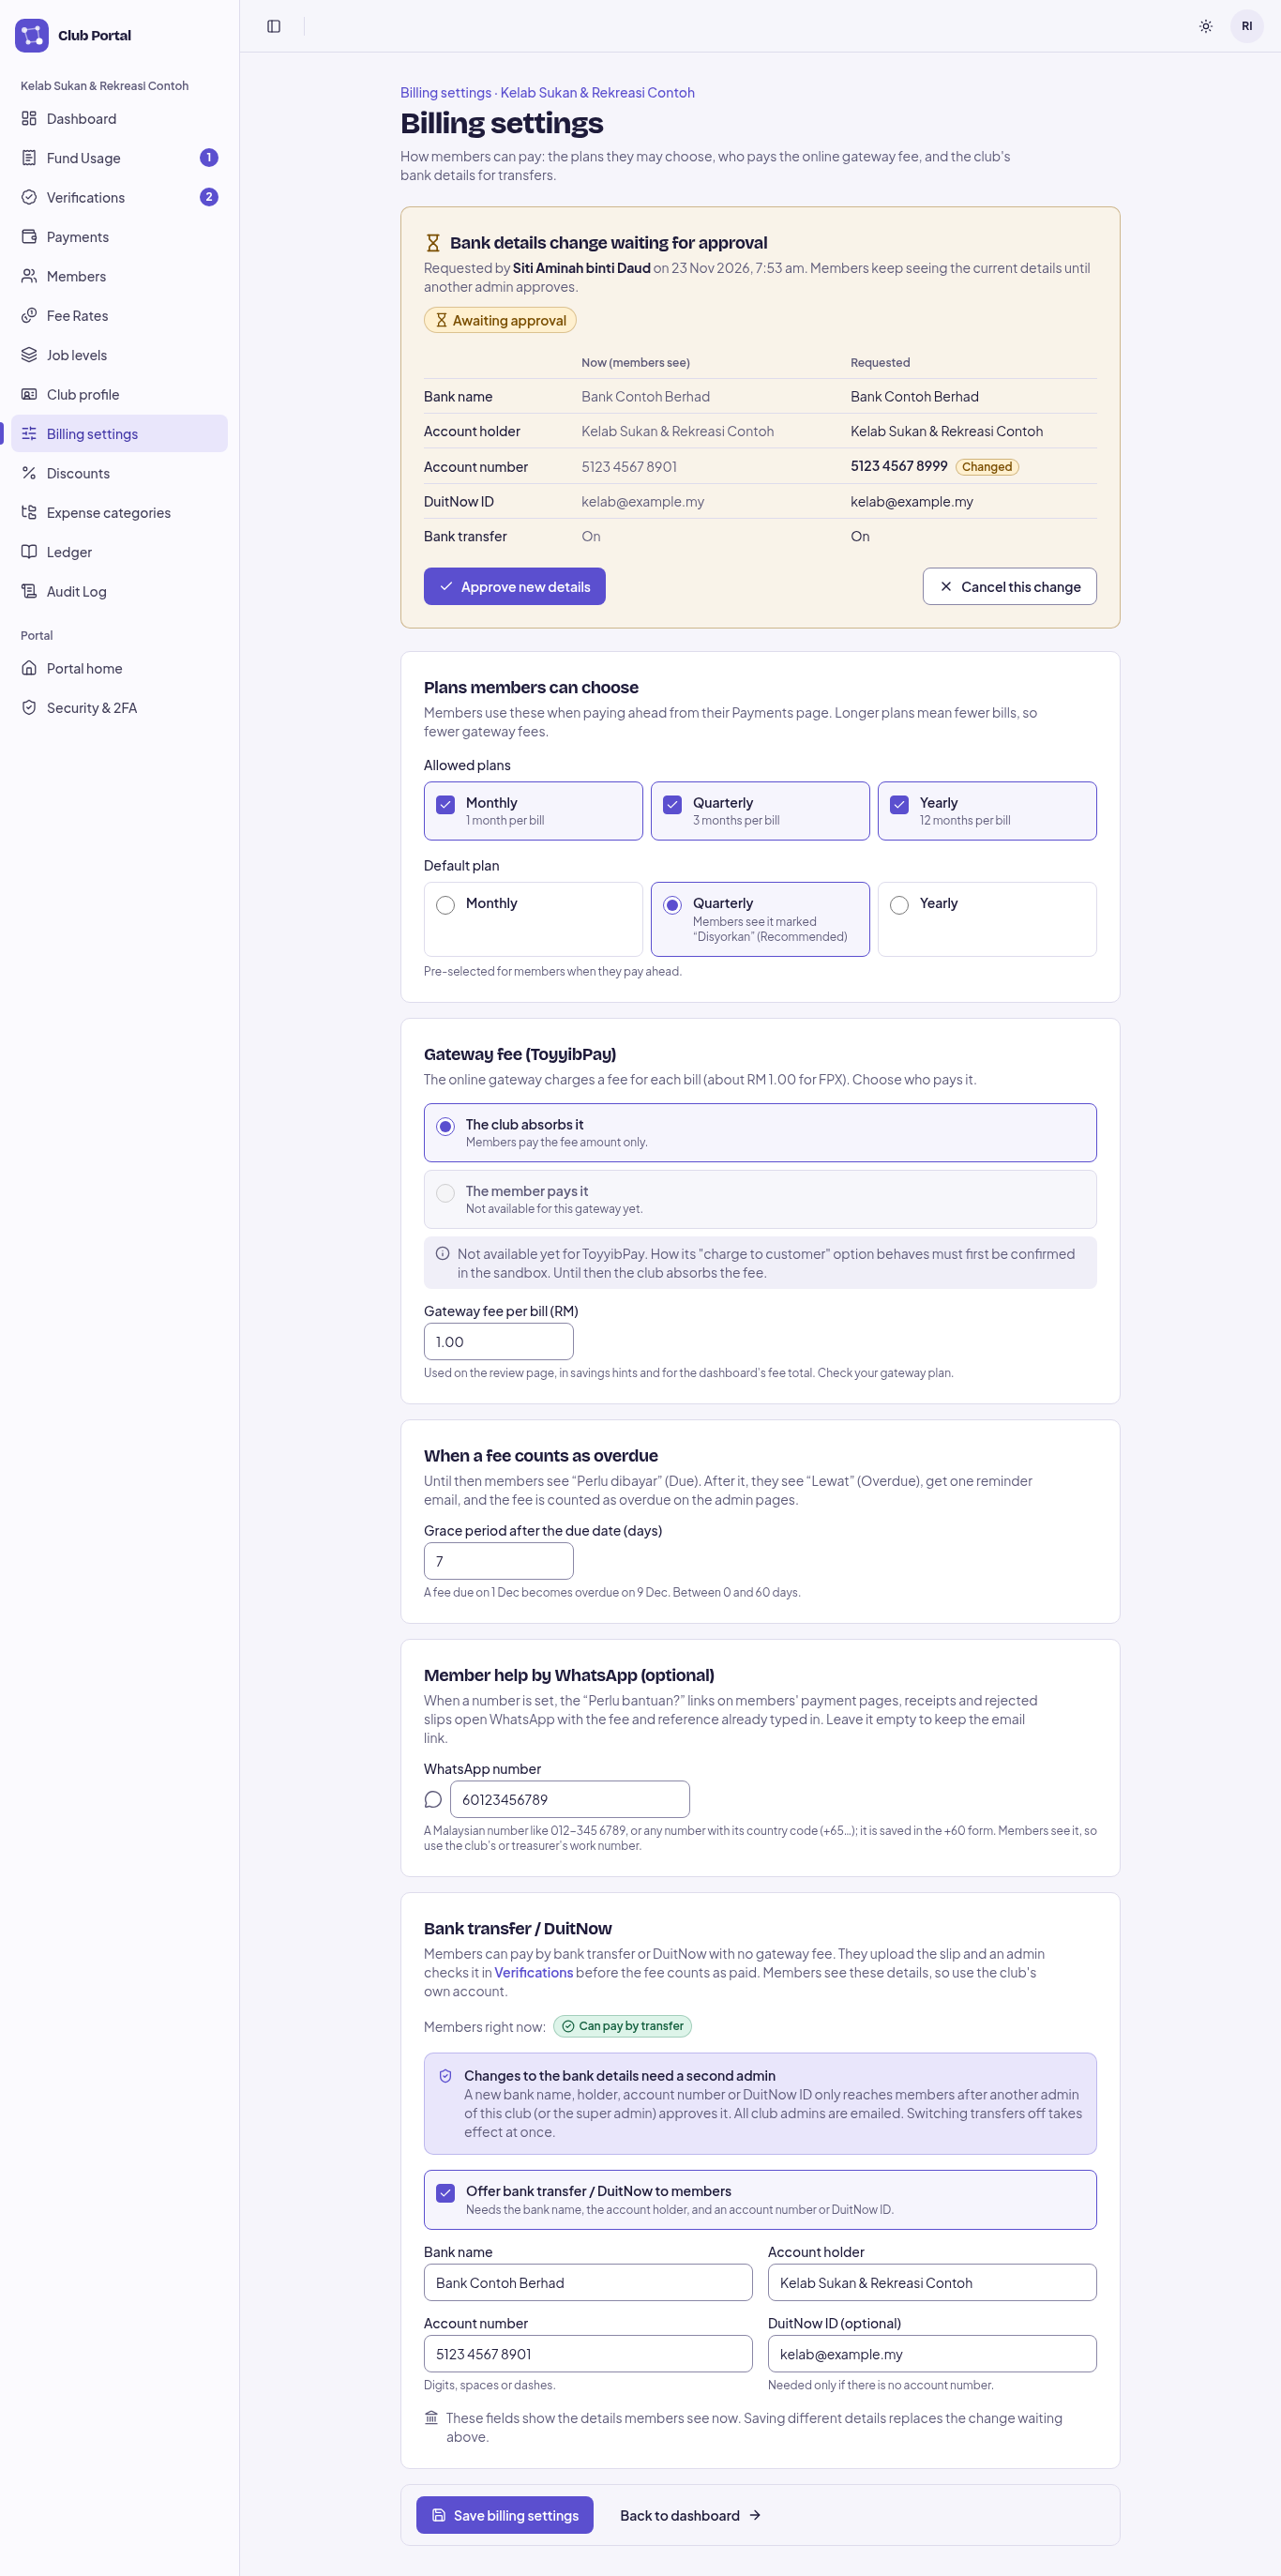 Club Portal
Kelab Sukan & Rekreasi Contoh
Dashboard
Fund Usage 1
Verifications 2
Payments
Members
Fee Rates
Job levels
Club profile
Billing settings
Discounts
Expense categories
Ledger
Audit Log
Portal
Portal home
Security & 2FA
RI
Billing settings · Kelab Sukan & Rekreasi Contoh
Billing settings
How members can pay: the plans they may choose, who pays the online gateway fee, and the club's
bank details for transfers.
Bank details change waiting for approval
Requested by Siti Aminah binti Daud on 23 Nov 2026, 7:53 am. Members keep seeing the current details until
another admin approves.
Awaiting approval
Now (members see) Requested
Bank name Bank Contoh Berhad Bank Contoh Berhad
Account holder Kelab Sukan & Rekreasi Contoh Kelab Sukan & Rekreasi Contoh
Account number 5123 4567 8901 5123 4567 8999 Changed
DuitNow ID kelab@example.my kelab@example.my
Bank transfer On On
Approve new details Cancel this change
Plans members can choose
Members use these when paying ahead from their Payments page. Longer plans mean fewer bills, so
fewer gateway fees.
Allowed plans
Monthly Quarterly Yearly
1 month per bill 3 months per bill 12 months per bill
Default plan
Monthly Quarterly Yearly
Members see it marked
“Disyorkan” (Recommended)
Pre-selected for members when they pay ahead.
Gateway fee (ToyyibPay)
The online gateway charges a fee for each bill (about RM 1.00 for FPX). Choose who pays it.
The club absorbs it
Members pay the fee amount only.
The member pays it
Not available for this gateway yet.
Not available yet for ToyyibPay. How its "charge to customer" option behaves must first be confirmed
in the sandbox. Until then the club absorbs the fee.
Gateway fee per bill (RM)
1.00
Used on the review page, in savings hints and for the dashboard's fee total. Check your gateway plan.
When a fee counts as overdue
Until then members see “Perlu dibayar” (Due). After it, they see “Lewat” (Overdue), get one reminder
email, and the fee is counted as overdue on the admin pages.
Grace period after the due date (days)
7
A fee due on 1 Dec becomes overdue on 9 Dec. Between 0 and 60 days.
Member help by WhatsApp (optional)
When a number is set, the “Perlu bantuan?” links on members' payment pages, receipts and rejected
slips open WhatsApp with the fee and reference already typed in. Leave it empty to keep the email
link.
WhatsApp number
60123456789
A Malaysian number like 012-345 6789, or any number with its country code (+65…); it is saved in the +60 form. Members see it, so
use the club's or treasurer's work number.
Bank transfer / DuitNow
Members can pay by bank transfer or DuitNow with no gateway fee. They upload the slip and an admin
checks it in Verifications before the fee counts as paid. Members see these details, so use the club's
own account.
Members right now: Can pay by transfer
Changes to the bank details need a second admin
A new bank name, holder, account number or DuitNow ID only reaches members after another admin
of this club (or the super admin) approves it. All club admins are emailed. Switching transfers off takes
effect at once.
Offer bank transfer / DuitNow to members
Needs the bank name, the account holder, and an account number or DuitNow ID.
Bank name Account holder
Bank Contoh Berhad Kelab Sukan & Rekreasi Contoh
Account number DuitNow ID (optional)
5123 4567 8901 kelab@example.my
Digits, spaces or dashes. Needed only if there is no account number.
These fields show the details members see now. Saving different details replaces the change waiting
above.
Save billing settings Back to dashboard